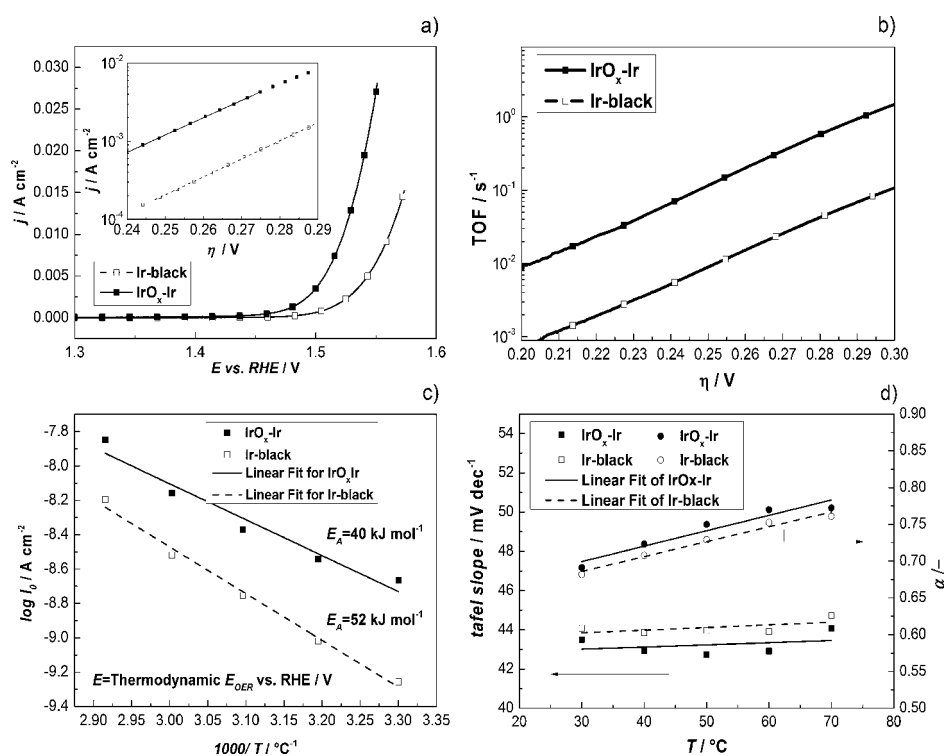 a)
0.030
0.025
0.020
0.015
0.010
0.005
0.000
j / A cm-2
1.3 1.4 1.5 1.6
E vs. RHE / V
10-2
10-3
10-4
j / A cm-2
0.24 0.25 0.26 0.27 0.28 0.29
η / V
Ir-black
IrOx-Ir
b)
IrOx-Ir
Ir-black
100
10-1
10-2
10-3
TOF / s-1
0.20 0.21 0.22 0.23 0.24 0.25 0.26 0.27 0.28 0.29 0.30
η / V
c)
-7.8
-8.0
-8.2
-8.4
-8.6
-8.8
-9.0
-9.2
-9.4
log I0 / A cm-2
IrOx-Ir
Ir-black
Linear Fit for IrOxIr
Linear Fit for Ir-black
EA=40 kJ mol-1
EA=52 kJ mol-1
E=Thermodynamic EOER vs. RHE / V
2.90 2.95 3.00 3.05 3.10 3.15 3.20 3.25 3.30 3.35
1000/ T / °C-1
d)
54
52
50
48
46
44
42
40
tafel slope / mV dec-1
IrOx-Ir IrOx-Ir
Ir-black Ir-black
Linear Fit of IrOx-Ir
Linear Fit of Ir-black
0.90
0.85
0.80
0.75
0.70
0.65
0.60
0.55
0.50
α /−
20 30 40 50 60 70 80
T / °C